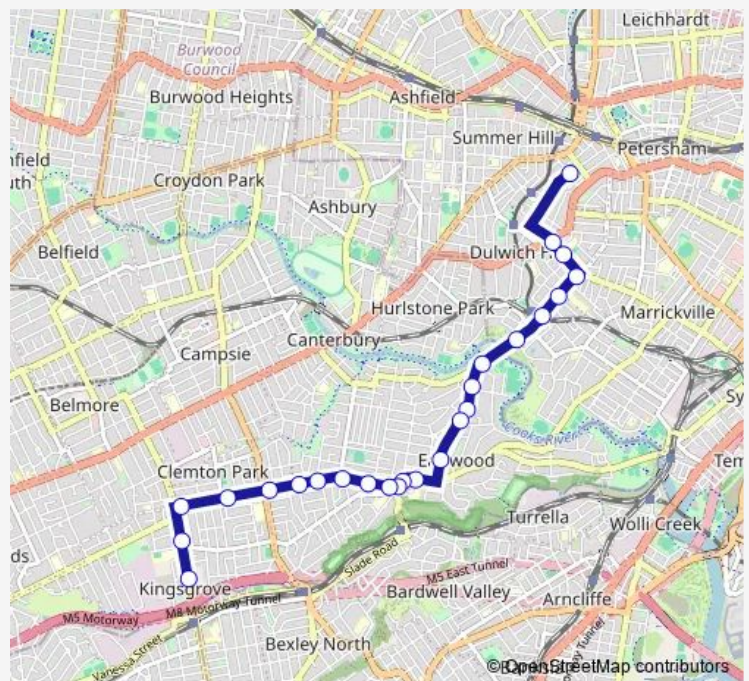 Leichhardt
Burwood
Council
Burwood Heights
Ashfield
Summer Hill
Petersham
nfield
uth
Croydon Park
Ashbury
Belfield
Dulwich
Hurlstone Park
Marrickville
Canterbury
Campsie
Belmore
Sy
Cooks River
Clemton Park
Tem
Turrella
Wolli Creek
ds
Slade Road
M5 East Tunnel
Kingsgrove
Bardwell Valley
Arncliffe
M5 Motorway
M8 Motorway Tunnel
Vanessa Street
Bexley North
Tunnel
© OpenStreetMap contributors